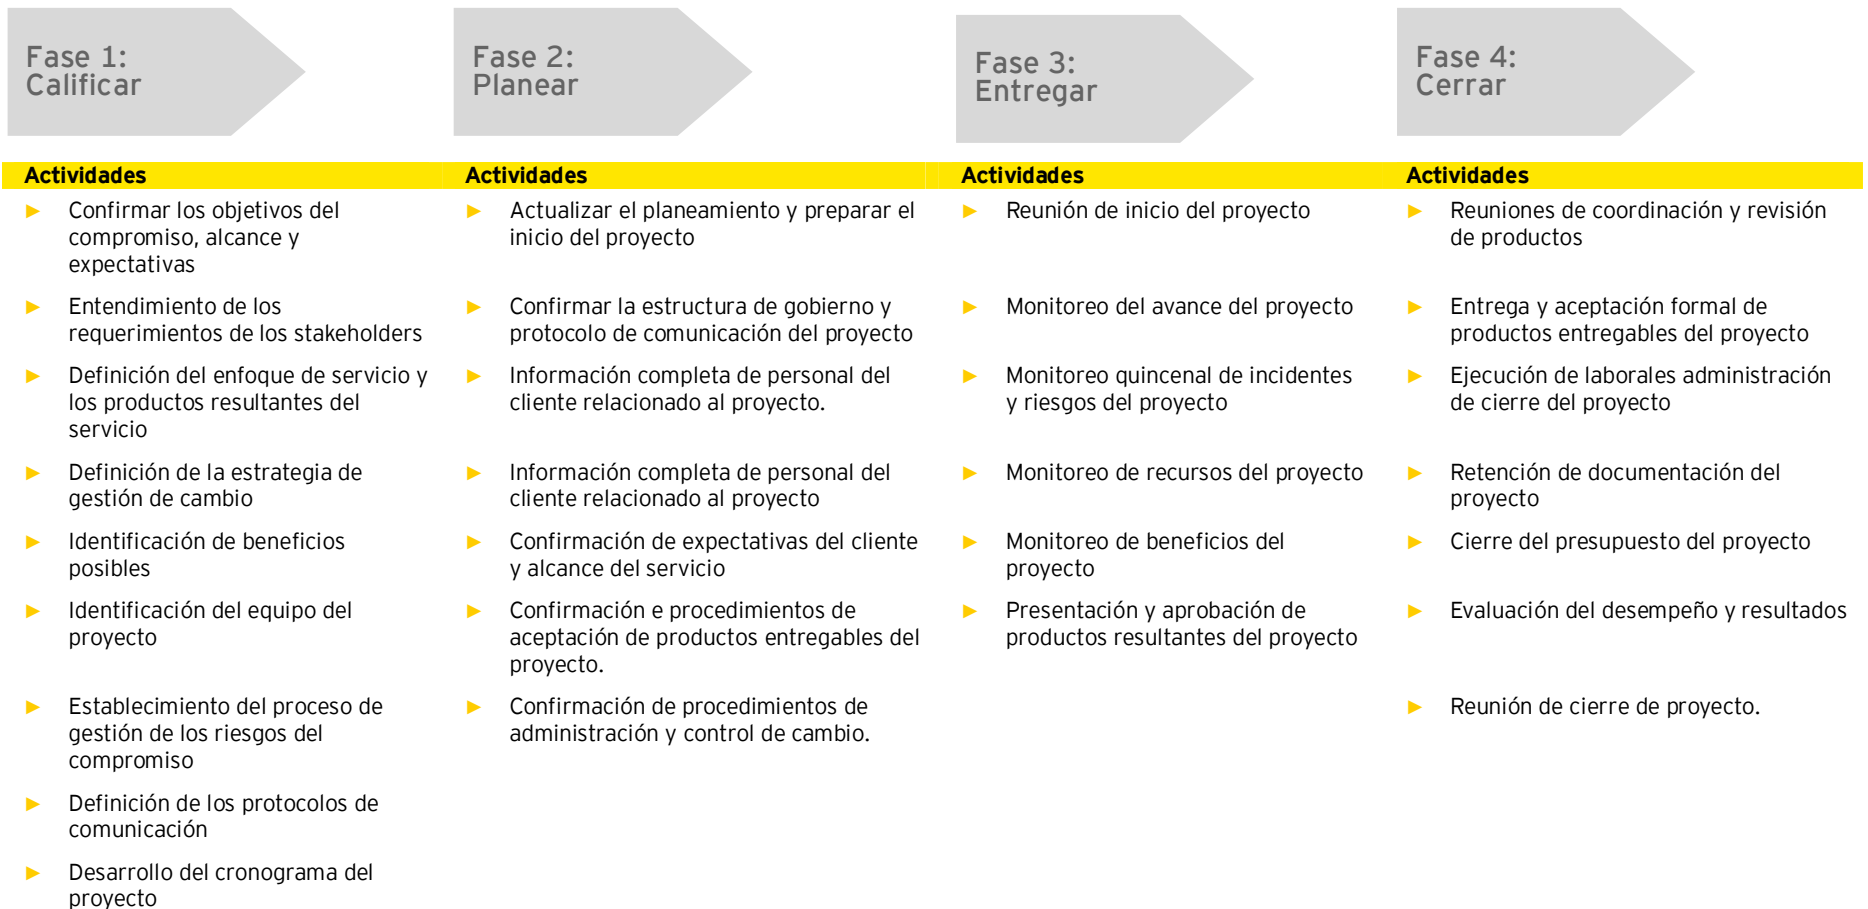 Fase 1:
Calificar
Fase 2:
Planear
Fase 3:
Entregar
Fase 4:
Cerrar
Actividades
► Confirmar los objetivos del
compromiso, alcance y
expectativas
► Entendimiento de los
requerimientos de los stakeholders
► Definición del enfoque de servicio y
los productos resultantes del
servicio
► Definición de la estrategia de
gestión de cambio
► Identificación de beneficios
posibles
► Identificación del equipo del
proyecto
► Establecimiento del proceso de
gestión de los riesgos del
compromiso
► Definición de los protocolos de
comunicación
► Desarrollo del cronograma del
proyecto
Actividades
► Actualizar el planeamiento y preparar el
inicio del proyecto
► Confirmar la estructura de gobierno y
protocolo de comunicación del proyecto
► Información completa de personal del
cliente relacionado al proyecto.
► Información completa de personal del
cliente relacionado al proyecto
► Confirmación de expectativas del cliente
y alcance del servicio
► Confirmación e procedimientos de
aceptación de productos entregables del
proyecto.
► Confirmación de procedimientos de
administración y control de cambio.
Actividades
► Reunión de inicio del proyecto
► Monitoreo del avance del proyecto
► Monitoreo quincenal de incidentes
y riesgos del proyecto
► Monitoreo de recursos del proyecto
► Monitoreo de beneficios del
proyecto
► Presentación y aprobación de
productos resultantes del proyecto
Actividades
► Reuniones de coordinación y revisión
de productos
► Entrega y aceptación formal de
productos entregables del proyecto
► Ejecución de laborales administración
de cierre del proyecto
► Retención de documentación del
proyecto
► Cierre del presupuesto del proyecto
► Evaluación del desempeño y resultados
► Reunión de cierre de proyecto.